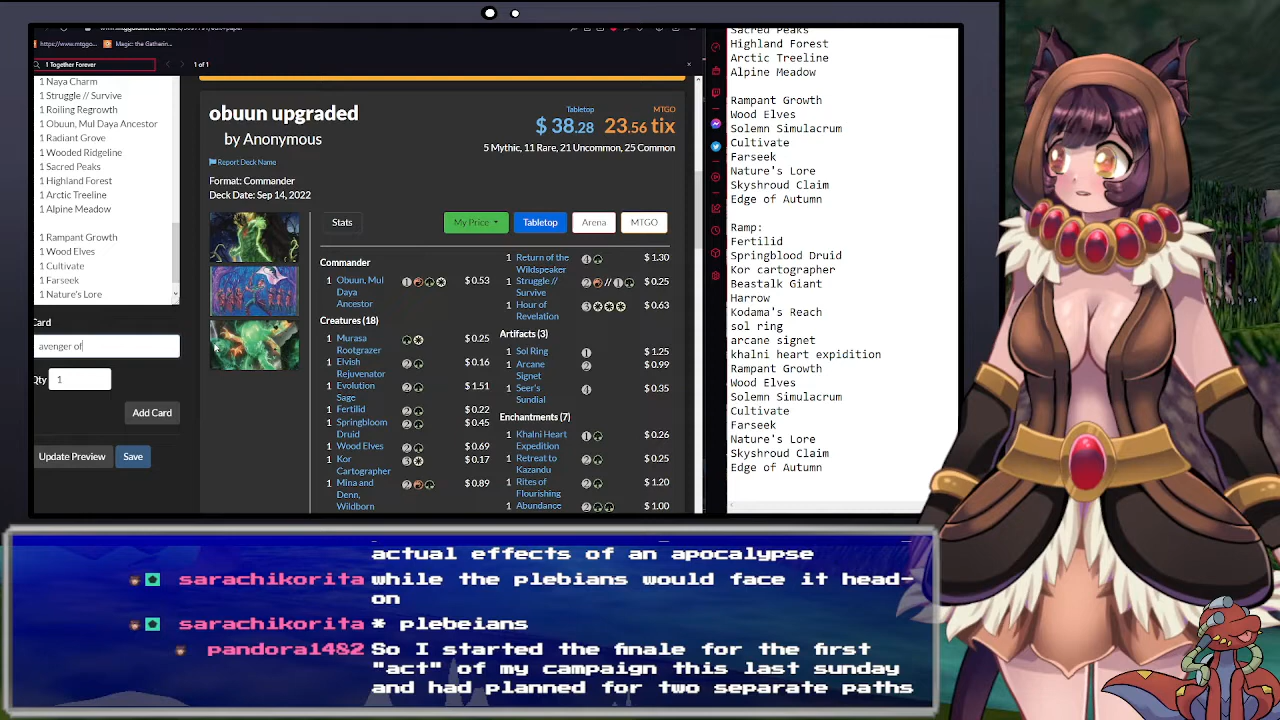 https://www.mtggo...
Magic: the Gatherin...
1 Together Forever
1 of 1
1 Naya Charm
1 Struggle // Survive
1 Roiling Regrowth
1 Obuun, Mul Daya Ancestor
1 Radiant Grove
1 Wooded Ridgeline
1 Sacred Peaks
1 Highland Forest
1 Arctic Treeline
1 Alpine Meadow
1 Rampant Growth
1 Wood Elves
1 Cultivate
1 Farseek
1 Nature's Lore
Card
avenger of
Qty
1
Add Card
Update Preview
Save
obuun upgraded
by Anonymous
Report Deck Name
Format: Commander
Deck Date: Sep 14, 2022
Tabletop
MTGO
$ 38.28
23.56 tix
5 Mythic, 11 Rare, 21 Uncommon, 25 Common
Stats
My Price
Tabletop
Arena
MTGO
Commander
1 Obuun, Mul Daya Ancestor $ 0.53
Creatures (18)
1 Murasa Rootgrazer $ 0.25
1 Elvish Rejuvenator $ 0.16
1 Evolution Sage $ 1.51
1 Fertilid $ 0.22
1 Springbloom Druid $ 0.45
1 Wood Elves $ 0.69
1 Kor Cartographer $ 0.17
1 Mina and Denn, Wildborn $ 0.89
1 Return of the Wildspeaker $ 1.30
1 Struggle // Survive $ 0.25
1 Hour of Revelation $ 0.63
Artifacts (3)
1 Sol Ring $ 1.25
1 Arcane Signet $ 0.99
1 Seer's Sundial $ 0.35
Enchantments (7)
1 Khalni Heart Expedition $ 0.26
1 Retreat to Kazandu $ 0.25
1 Rites of Flourishing $ 1.20
1 Abundance $ 1.00
Sacred Peaks
Highland Forest
Arctic Treeline
Alpine Meadow
Rampant Growth
Wood Elves
Solemn Simulacrum
Cultivate
Farseek
Nature's Lore
Skyshroud Claim
Edge of Autumn
Ramp:
Fertilid
Springblood Druid
Kor cartographer
Beastalk Giant
Harrow
Kodama's Reach
sol ring
arcane signet
khalni heart expidition
Rampant Growth
Wood Elves
Solemn Simulacrum
Cultivate
Farseek
Nature's Lore
Skyshroud Claim
Edge of Autumn
actual effects of an apocalypse
sarachikorita while the plebians would face it head-
on
sarachikorita * plebeians
pandora1482 So I started the finale for the first
"act" of my campaign this last sunday
and had planned for two separate paths